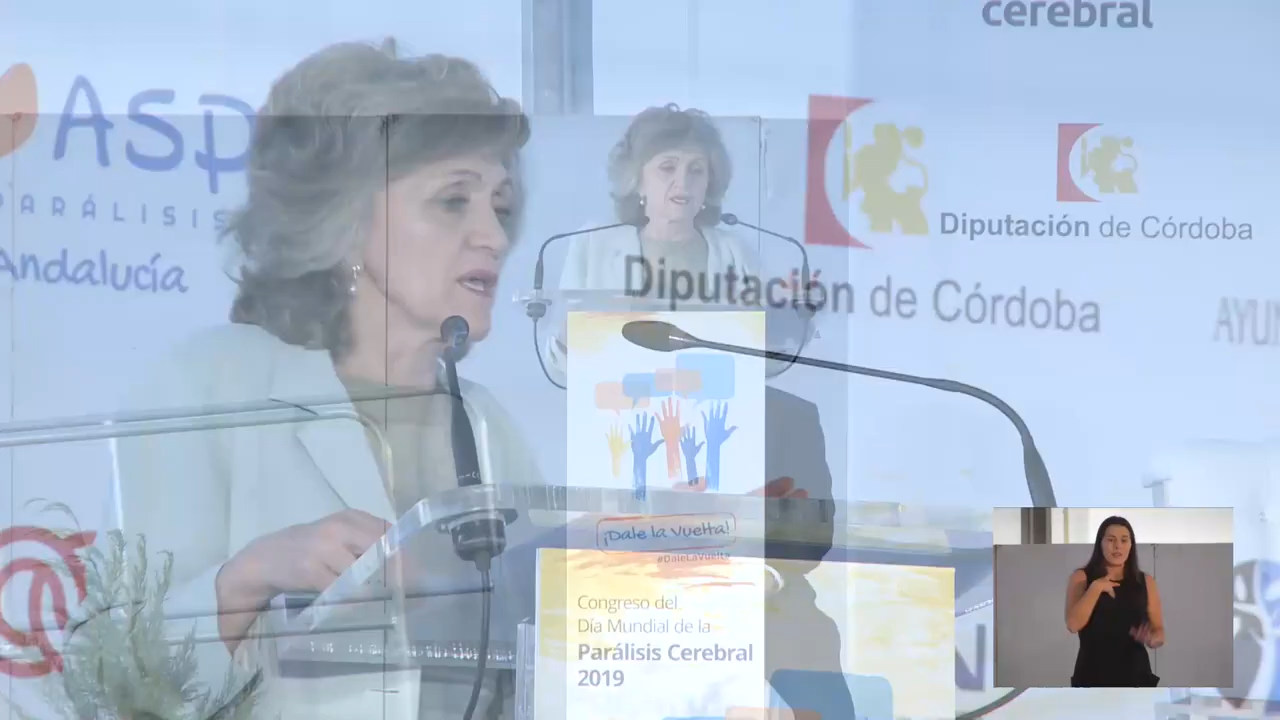 cerebral
Asp
PARÁLISIS
Andalucía
Diputación de Córdoba
Diputación de Córdoba
AYU
¡Dale la vuelta!
#DaleLaVuelta
Congreso del
Día Mundial de la
Parálisis Cerebral
2019